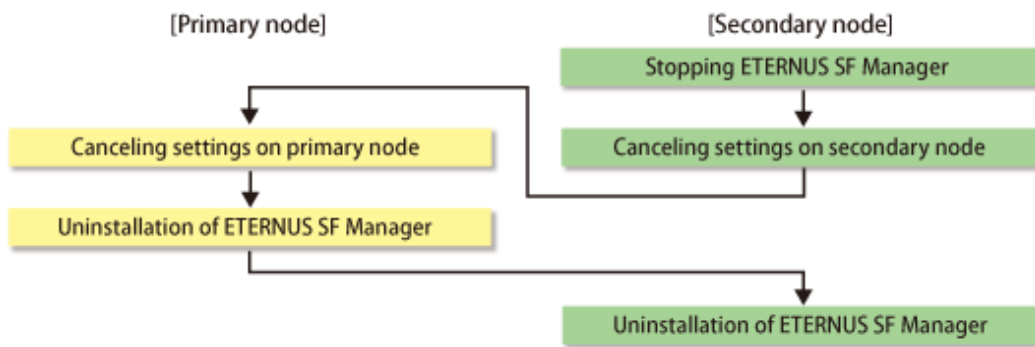 [Primary node]
[Secondary node]
Stopping ETERNUS SF Manager
Canceling settings on primary node
Canceling settings on secondary node
Uninstallation of ETERNUS SF Manager
Uninstallation of ETERNUS SF Manager